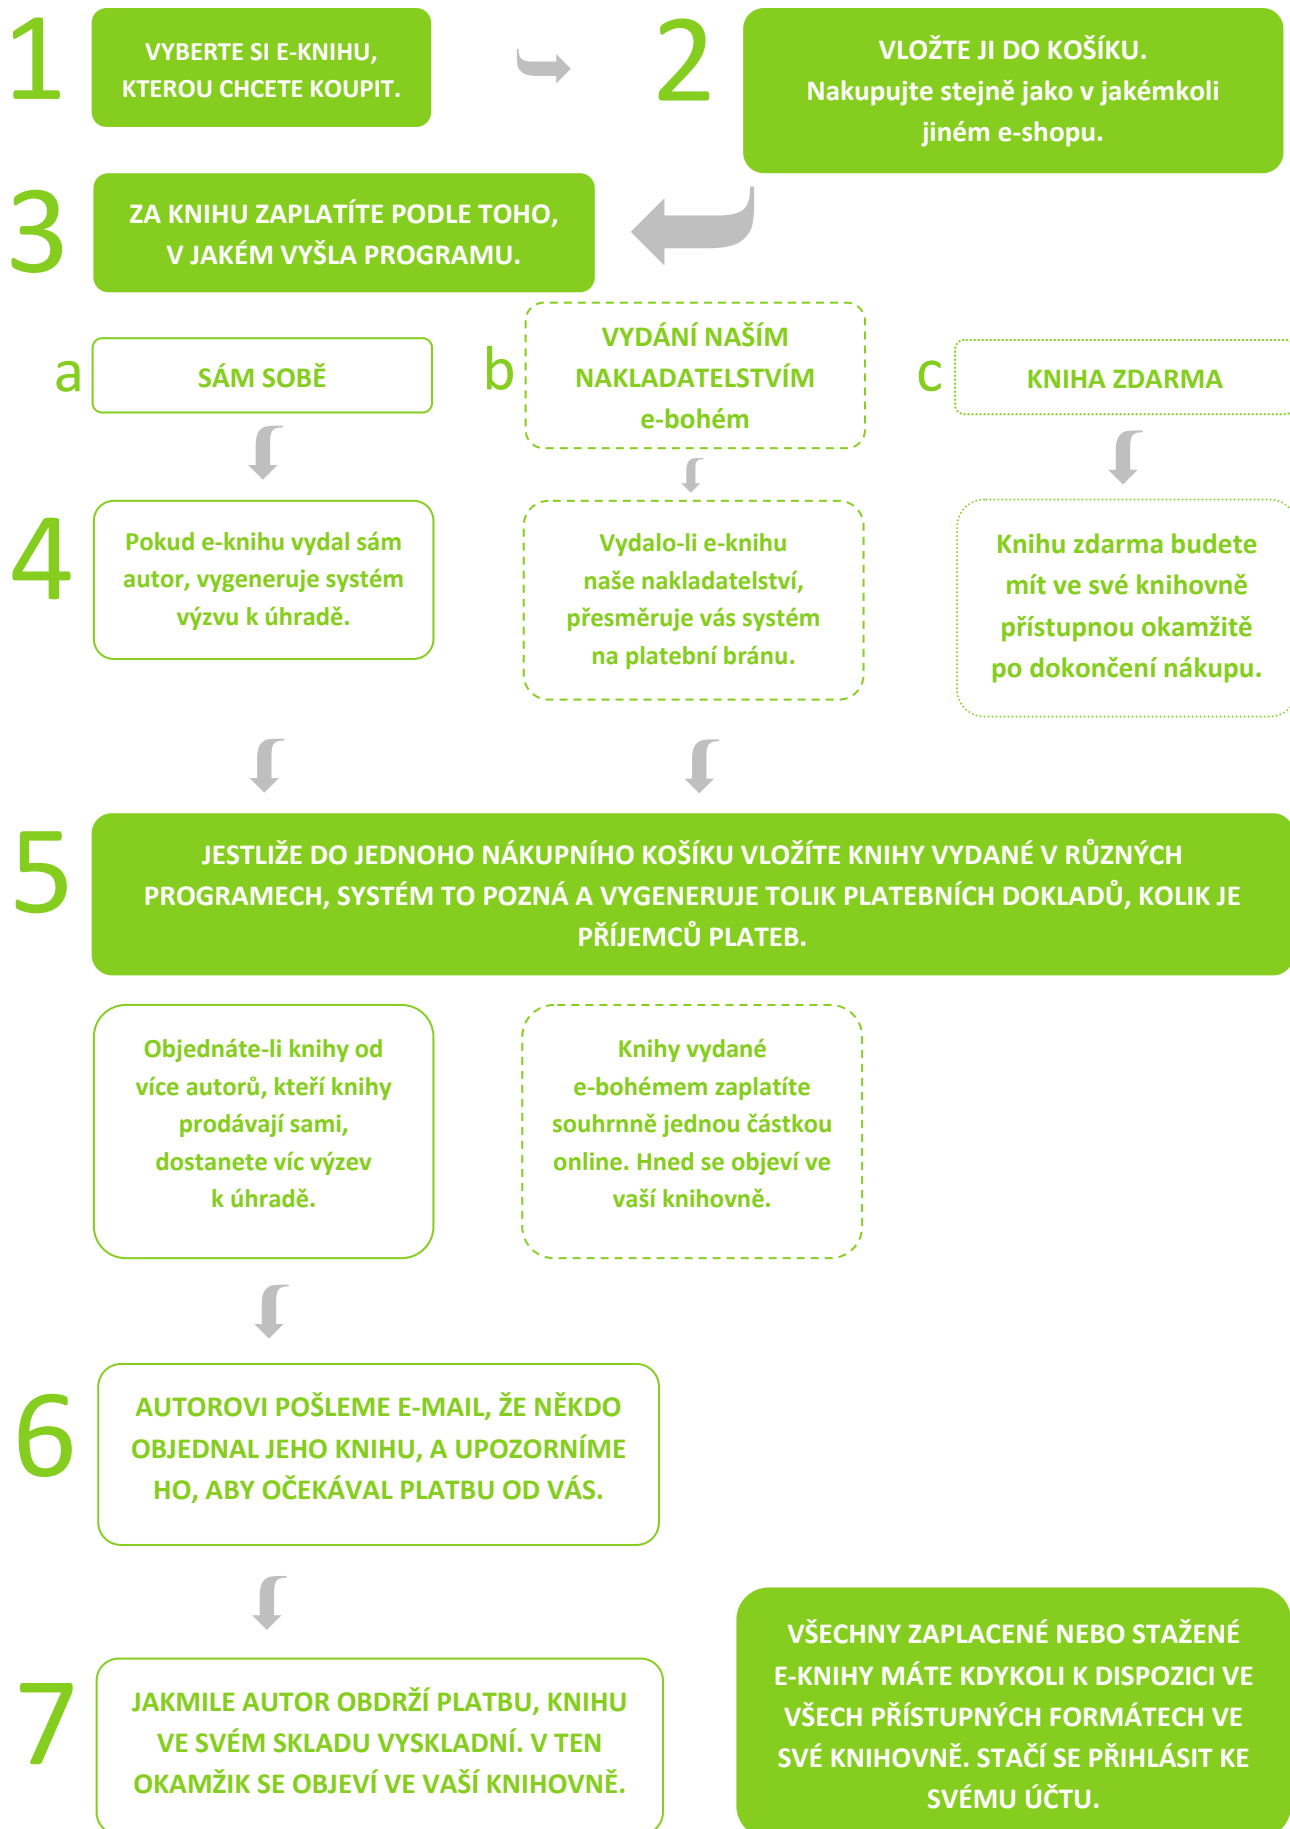 1
VYBERTE SI E-KNIHU,
KTEROU CHCETE KOUPIT.
2
VLOŽTE JI DO KOŠÍKU.
Nakupujte stejně jako v jakémkoli
jiném e-shopu.
3
ZA KNIHU ZAPLATÍTE PODLE TOHO,
V JAKÉM VYŠLA PROGRAMU.
a
SÁM SOBĚ
b
VYDÁNÍ NAŠÍM
NAKLADATELSTVÍM
e-bohém
c
KNIHA ZDARMA
4
Pokud e-knihu vydal sám
autor, vygeneruje systém
výzvu k úhradě.
Vydalo-li e-knihu
naše nakladatelství,
přesměruje vás systém
na platební bránu.
Knihu zdarma budete
mít ve své knihovně
přístupnou okamžitě
po dokončení nákupu.
5
JESTLIŽE DO JEDNOHO NÁKUPNÍHO KOŠÍKU VLOŽÍTE KNIHY VYDANÉ V RŮZNÝCH
PROGRAMECH, SYSTÉM TO POZNÁ A VYGENERUJE TOLIK PLATEBNÍCH DOKLADŮ, KOLIK JE
PŘÍJEMCŮ PLATEB.
Objednáte-li knihy od
více autorů, kteří knihy
prodávají sami,
dostanete víc výzev
k úhradě.
Knihy vydané
e-bohémem zaplatíte
souhrnně jednou částkou
online. Hned se objeví ve
vaší knihovně.
6
AUTOROVI POŠLEME E-MAIL, ŽE NĚKDO
OBJEDNAL JEHO KNIHU, A UPOZORNÍME
HO, ABY OČEKÁVAL PLATBU OD VÁS.
7
JAKMILE AUTOR OBDRŽÍ PLATBU, KNIHU
VE SVÉM SKLADU VYSKLADNÍ. V TEN
OKAMŽIK SE OBJEVÍ VE VAŠÍ KNIHOVNĚ.
VŠECHNY ZAPLACENÉ NEBO STAŽENÉ
E-KNIHY MÁTE KDYKOLI K DISPOZICI VE
VŠECH PŘÍSTUPNÝCH FORMÁTECH VE
SVÉ KNIHOVNĚ. STAČÍ SE PŘIHLÁSIT KE
SVÉMU ÚČTU.